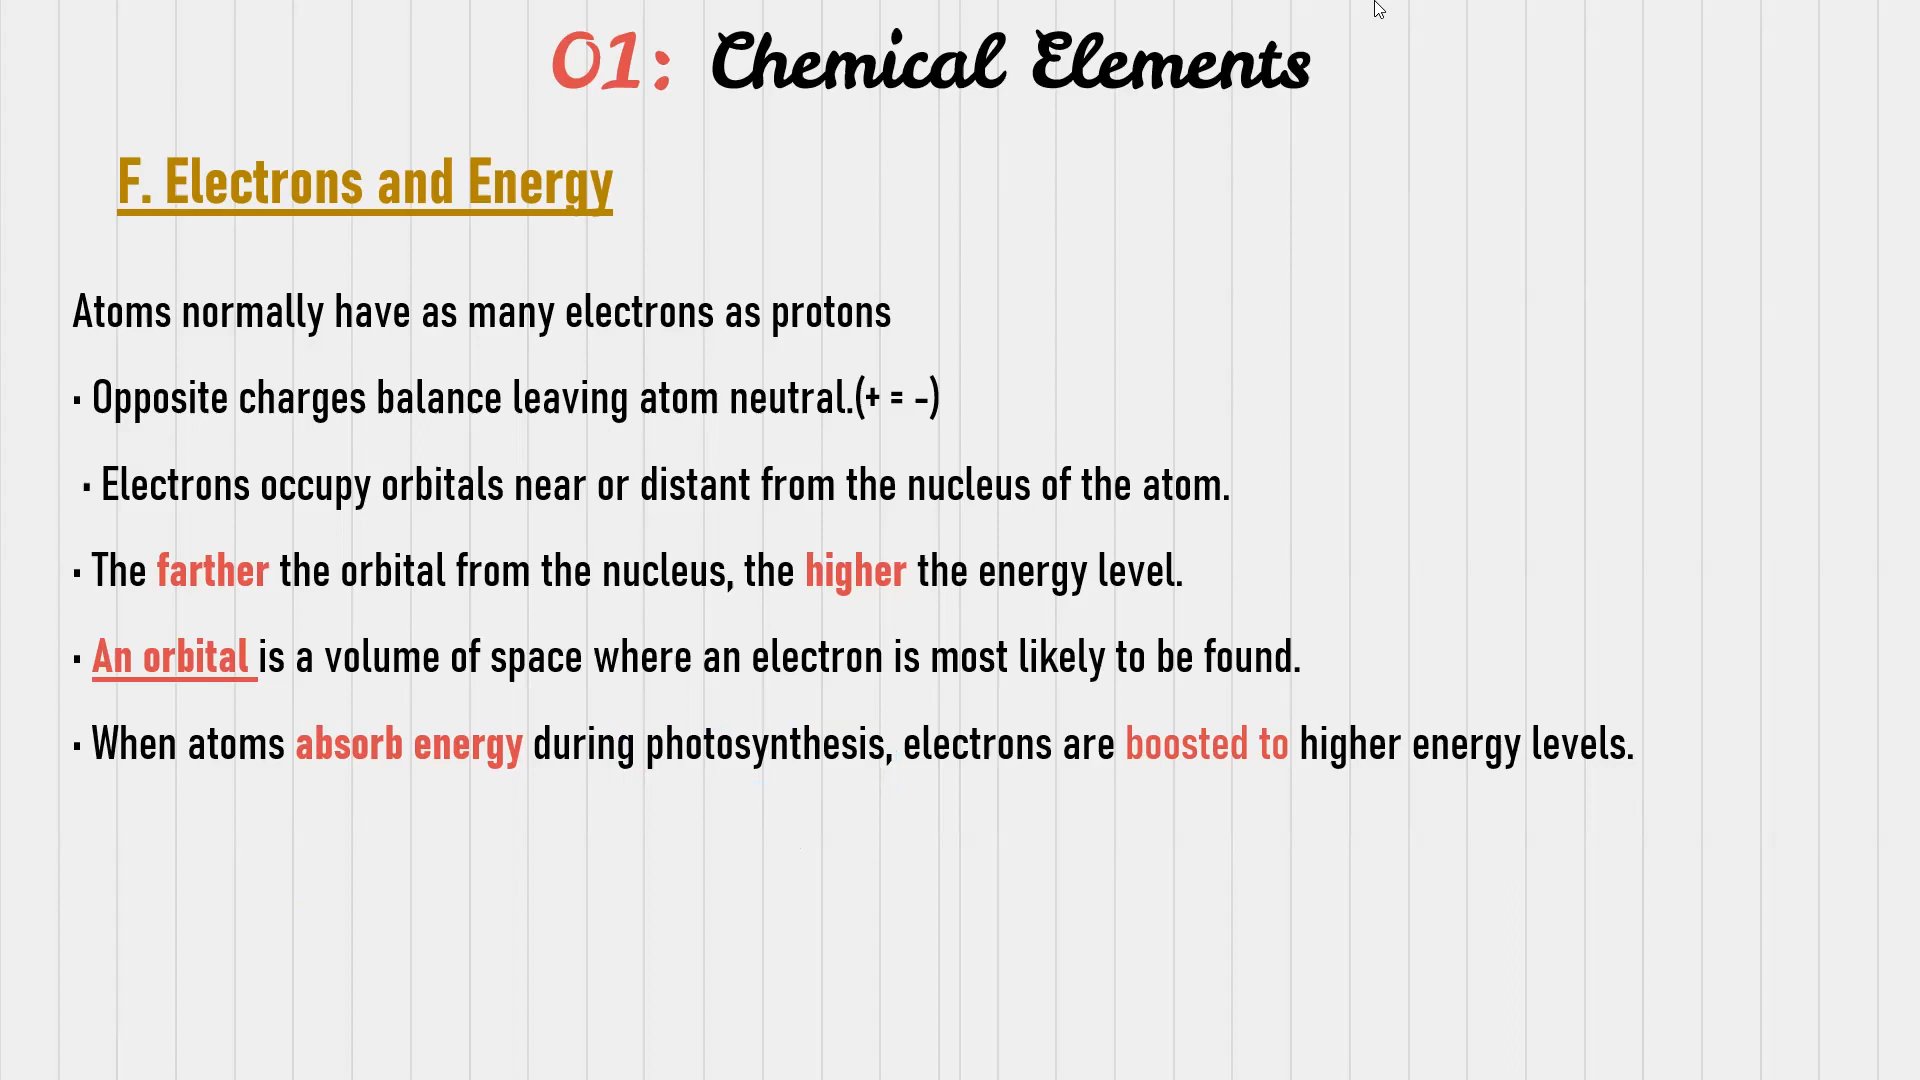 01: Chemical Elements
F. Electrons and Energy
Atoms normally have as many electrons as protons
· Opposite charges balance leaving atom neutral.(+ = -)
· Electrons occupy orbitals near or distant from the nucleus of the atom.
· The farther the orbital from the nucleus, the higher the energy level.
· An orbital is a volume of space where an electron is most likely to be found.
· When atoms absorb energy during photosynthesis, electrons are boosted to higher energy levels.